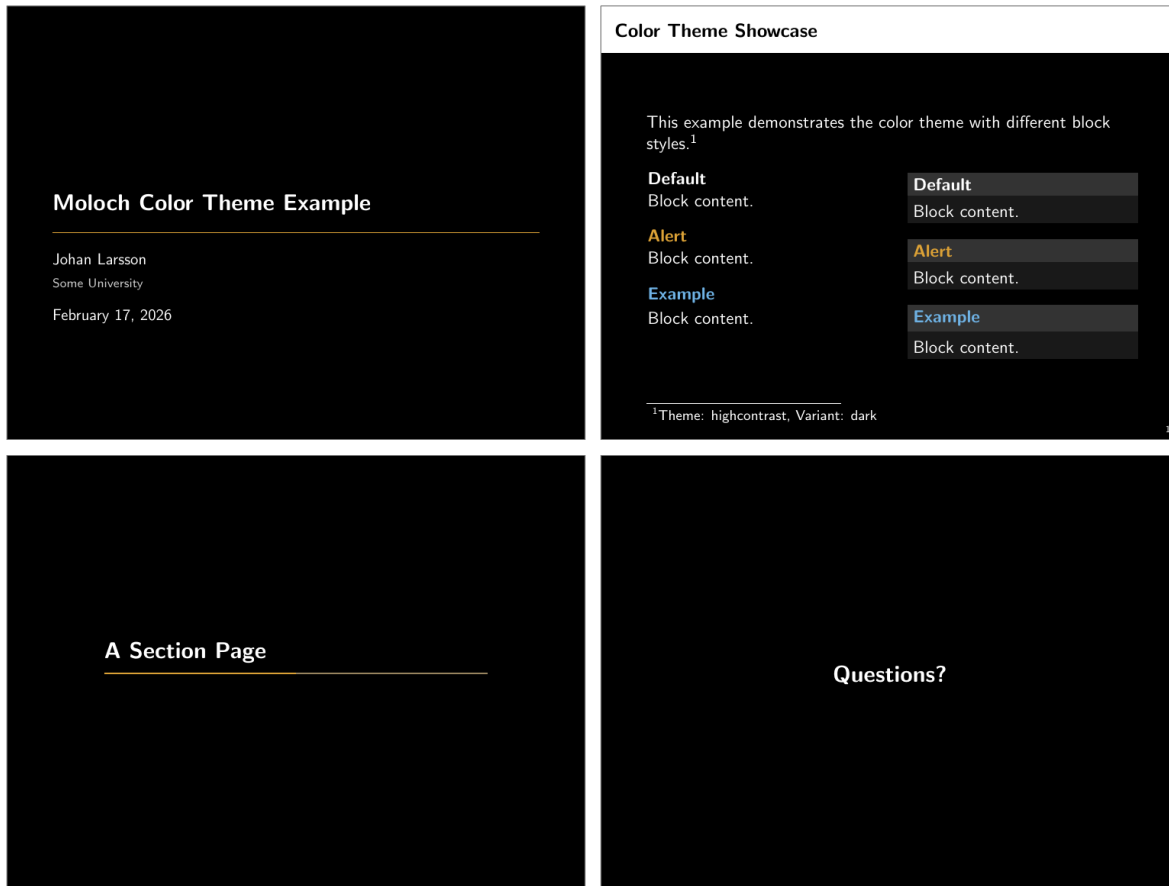 Moloch Color Theme Example
Johan Larsson
Some University
February 17, 2026
Color Theme Showcase
This example demonstrates the color theme with different block
styles.¹
Default
Block content.
Alert
Block content.
Example
Block content.
Default
Block content.
Alert
Block content.
Example
Block content.
¹Theme: highcontrast, Variant: dark
1
A Section Page
Questions?